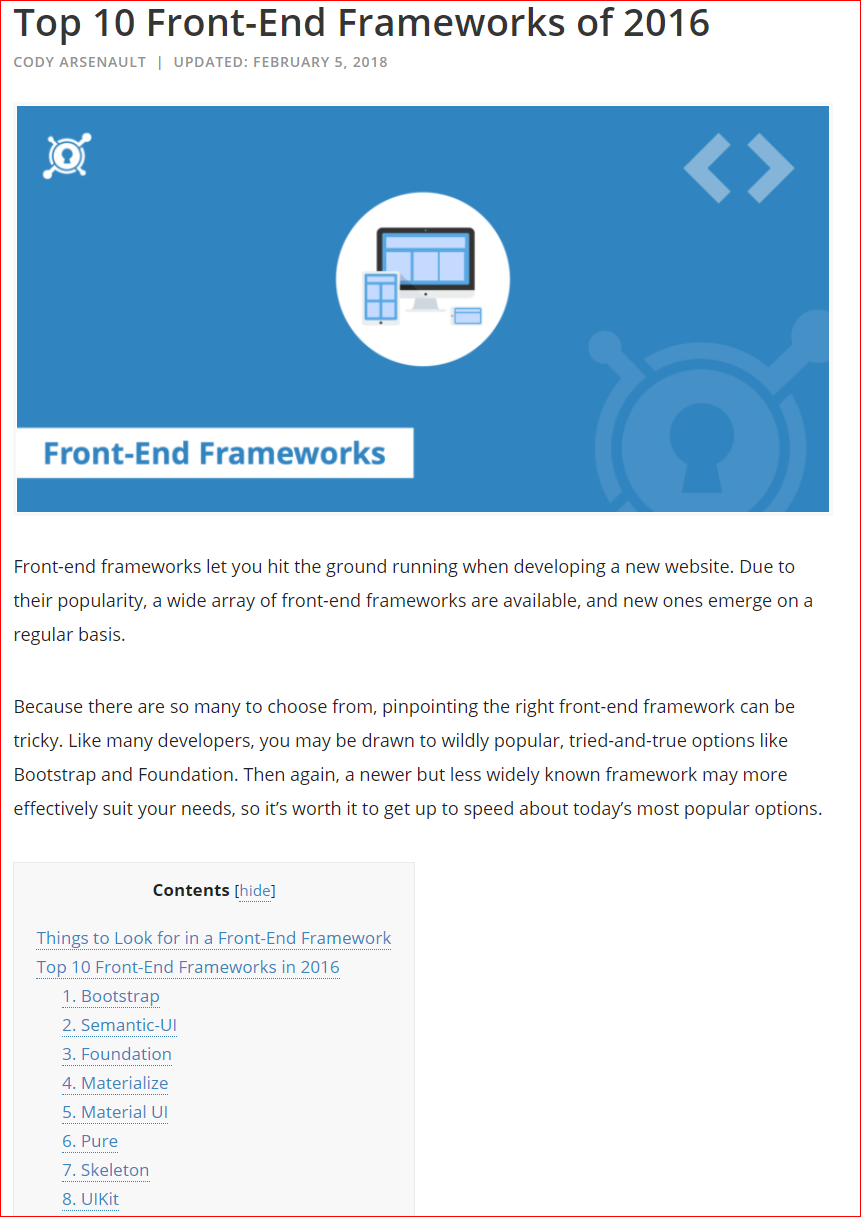 Top 10 Front-End Frameworks of 2016
CODY ARSENAULT | UPDATED: FEBRUARY 5, 2018
Front-End Frameworks
Front-end frameworks let you hit the ground running when developing a new website. Due to
their popularity, a wide array of front-end frameworks are available, and new ones emerge on a
regular basis.
Because there are so many to choose from, pinpointing the right front-end framework can be
tricky. Like many developers, you may be drawn to wildly popular, tried-and-true options like
Bootstrap and Foundation. Then again, a newer but less widely known framework may more
effectively suit your needs, so it’s worth it to get up to speed about today’s most popular options.
Contents [hide]
Things to Look for in a Front-End Framework
Top 10 Front-End Frameworks in 2016
1. Bootstrap
2. Semantic-UI
3. Foundation
4. Materialize
5. Material UI
6. Pure
7. Skeleton
8. UIKit